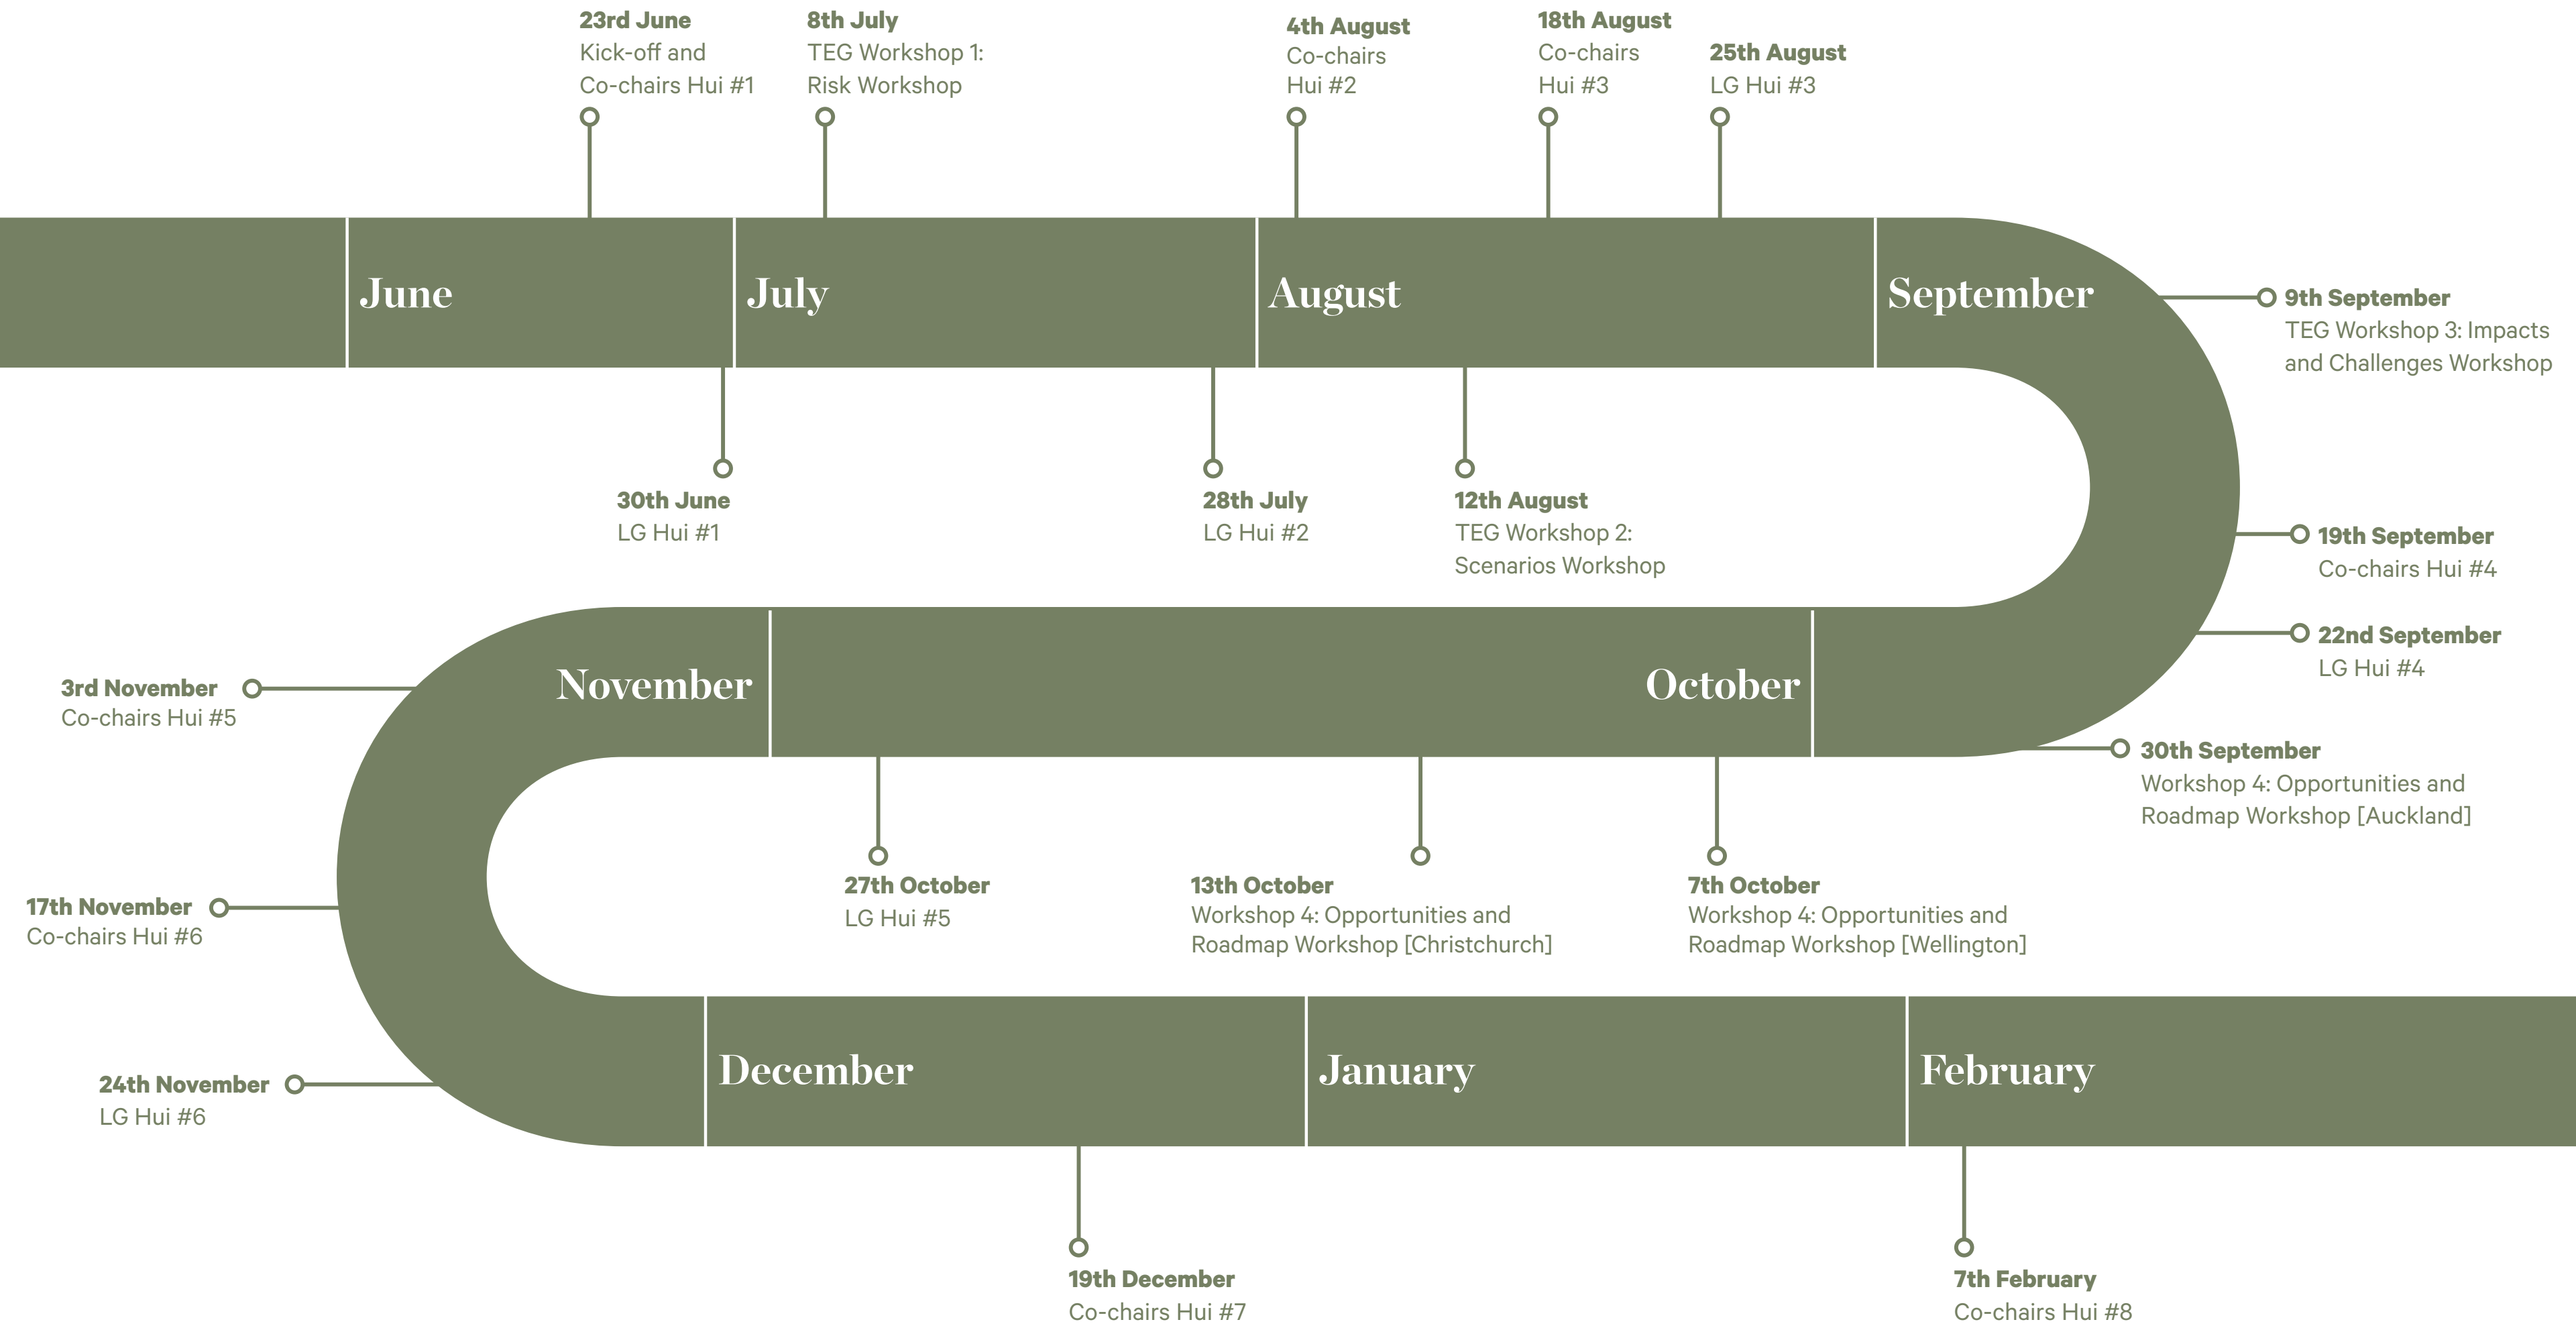 23rd June
Kick-off and
Co-chairs Hui #1
8th July
TEG Workshop 1:
Risk Workshop
4th August
Co-chairs
Hui #2
18th August
Co-chairs
Hui #3
25th August
LG Hui #3
June
July
August
September
9th September
TEG Workshop 3: Impacts
and Challenges Workshop
30th June
LG Hui #1
28th July
LG Hui #2
12th August
TEG Workshop 2:
Scenarios Workshop
19th September
Co-chairs Hui #4
22nd September
LG Hui #4
30th September
Workshop 4: Opportunities and
Roadmap Workshop [Auckland]
October
November
7th October
Workshop 4: Opportunities and
Roadmap Workshop [Wellington]
13th October
Workshop 4: Opportunities and
Roadmap Workshop [Christchurch]
27th October
LG Hui #5
3rd November
Co-chairs Hui #5
17th November
Co-chairs Hui #6
24th November
LG Hui #6
December
January
February
19th December
Co-chairs Hui #7
7th February
Co-chairs Hui #8